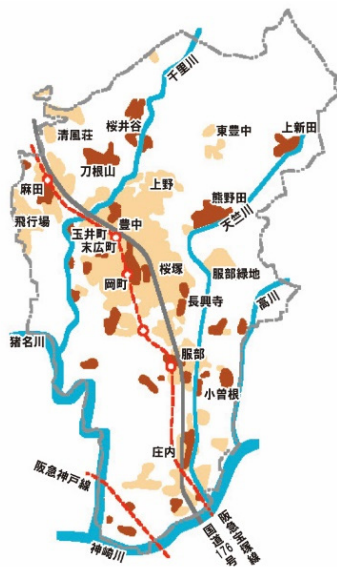 千里川
清風荘
桜井谷
東豊中
上新田
刀根山
麻田
上野
熊野田
天竺川
飛行場
玉井町
豊中
末広町
桜塚
服部緑地
岡町
長興寺
高川
猪名川
服部
小曽根
庄内
阪急神戸線
神崎川
国道176号
阪急宝塚線